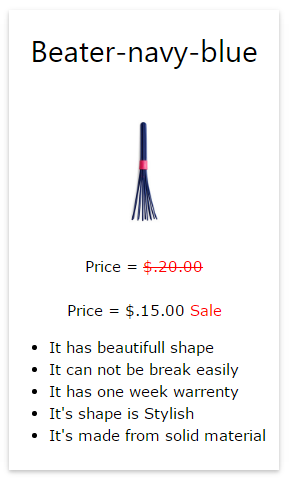 Beater-navy-blue
Price = $.20.00
Price = $.15.00 Sale
It has beautifull shape
It can not be break easily
It has one week warrenty
It's shape is Stylish
It's made from solid material